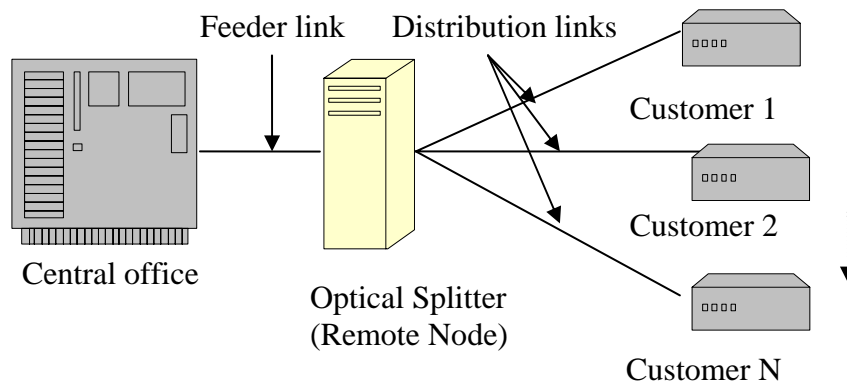 Feeder link
Distribution links
Customer 1
Customer 2
Central office
Optical Splitter
(Remote Node)
Customer N